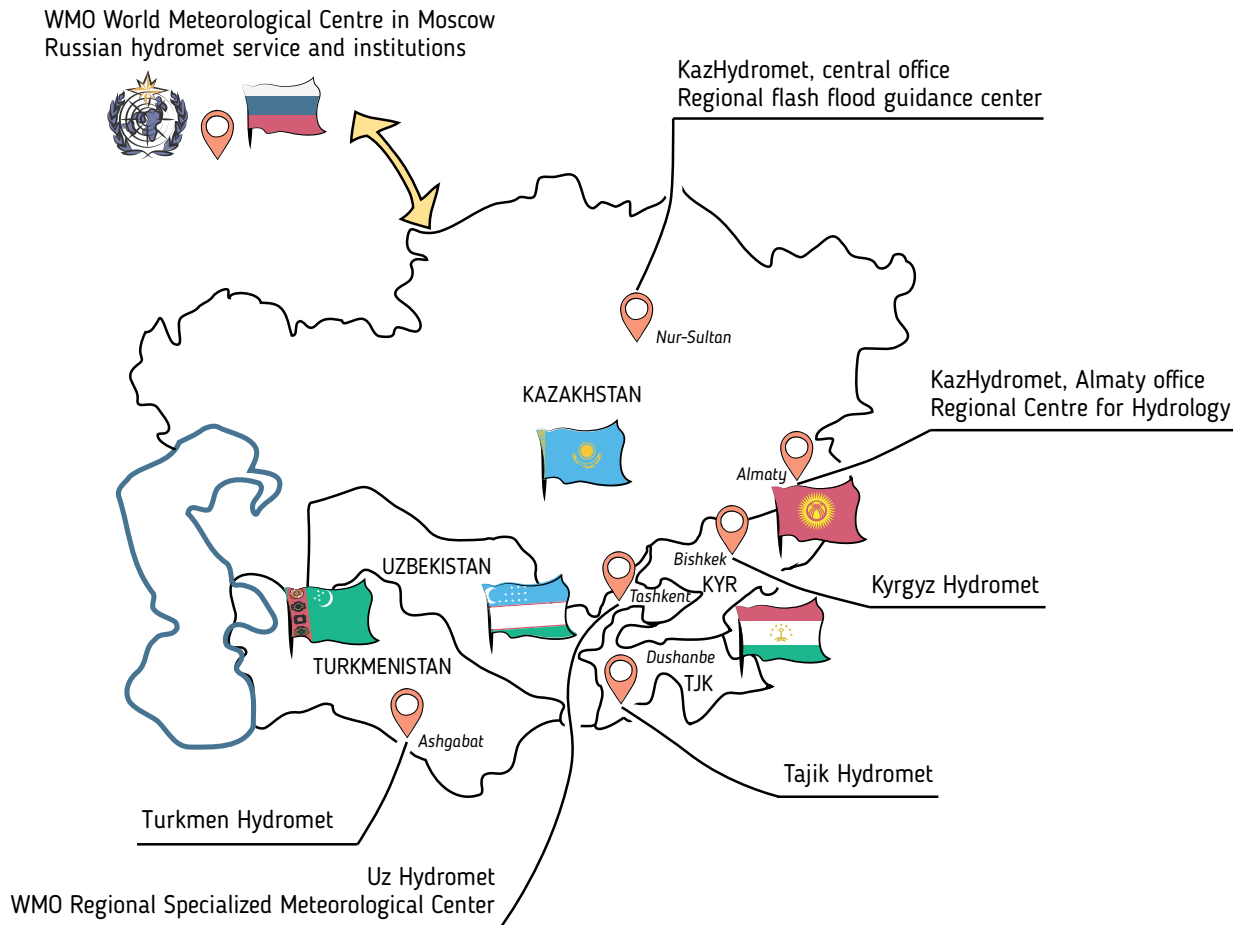 WMO World Meteorological Centre in Moscow
Russian hydromet service and institutions
KazHydromet, central office
Regional flash flood guidance center
Nur-Sultan
KAZAKHSTAN
KazHydromet, Almaty office
Regional Centre for Hydrology
Almaty
Bishkek
KYR
Kyrgyz Hydromet
UZBEKISTAN
Tashkent
Dushanbe
TJK
TURKMENISTAN
Ashgabat
Tajik Hydromet
Turkmen Hydromet
Uz Hydromet
WMO Regional Specialized Meteorological Center